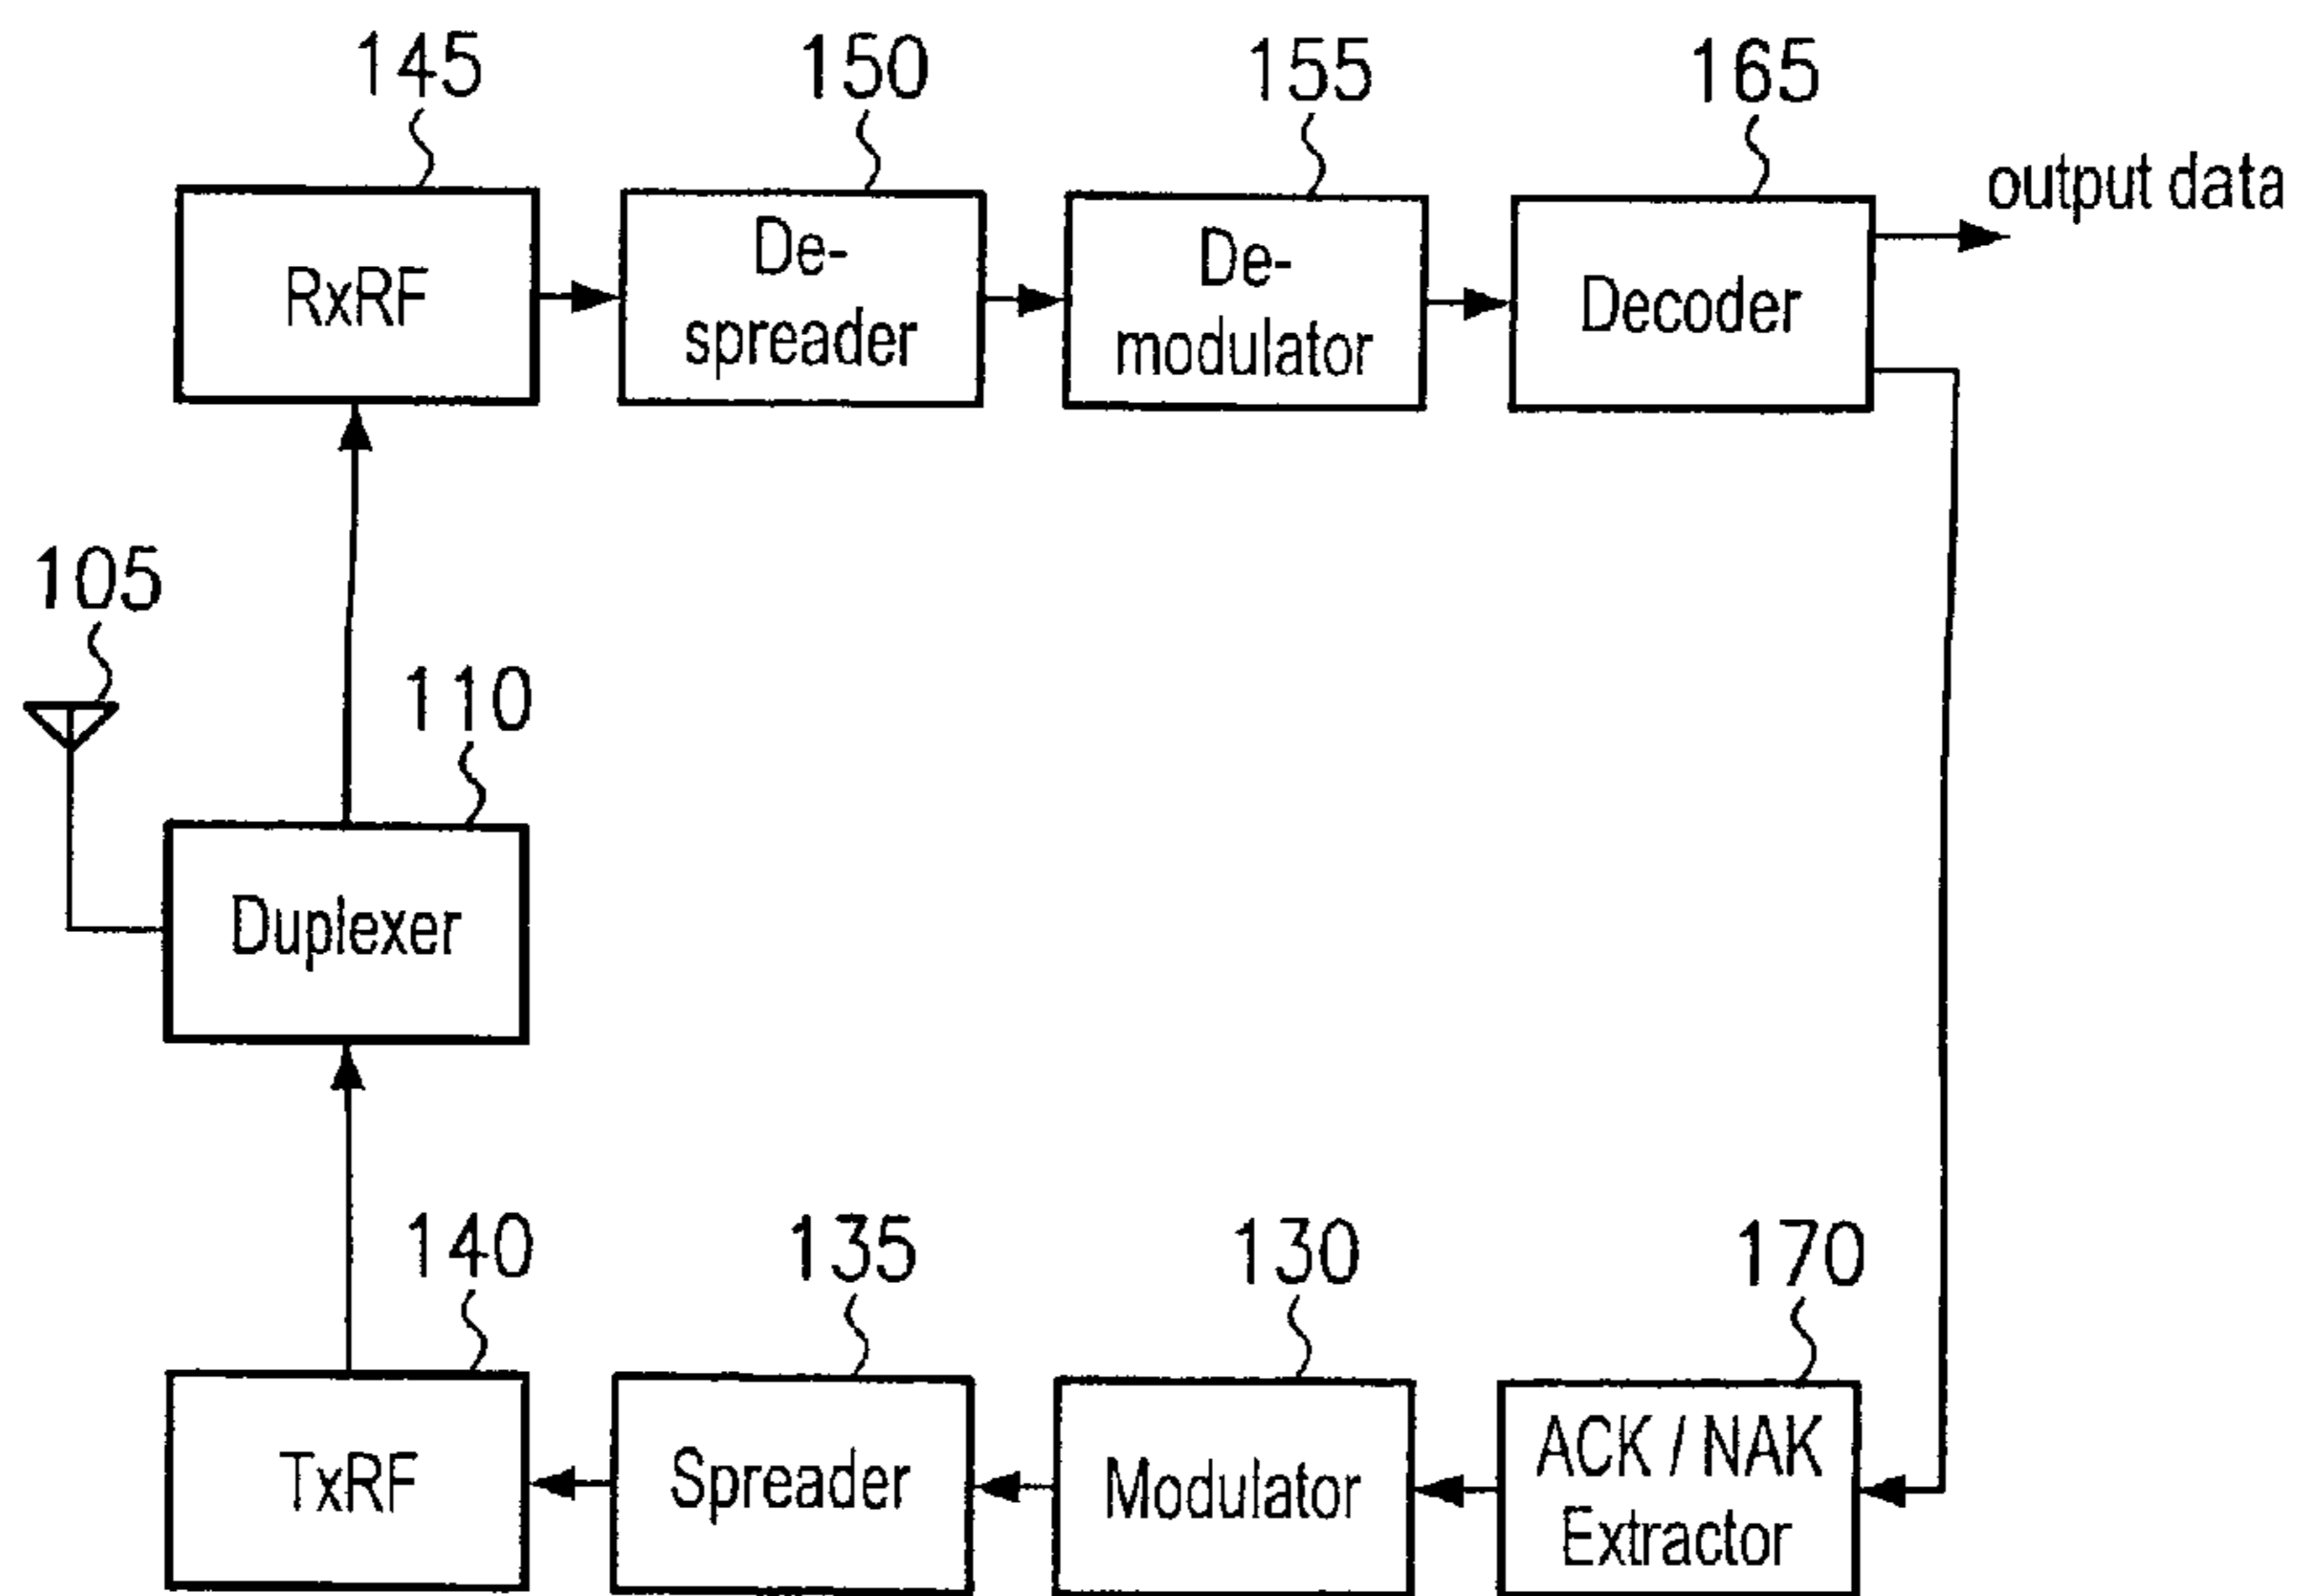 145
150
155
165
output data
RxRF
De-
spreader
De-
modulator
Decoder
105
110
Duplexer
140
135
130
170
TxRF
Spreader
Modulator
ACK / NAK
Extractor